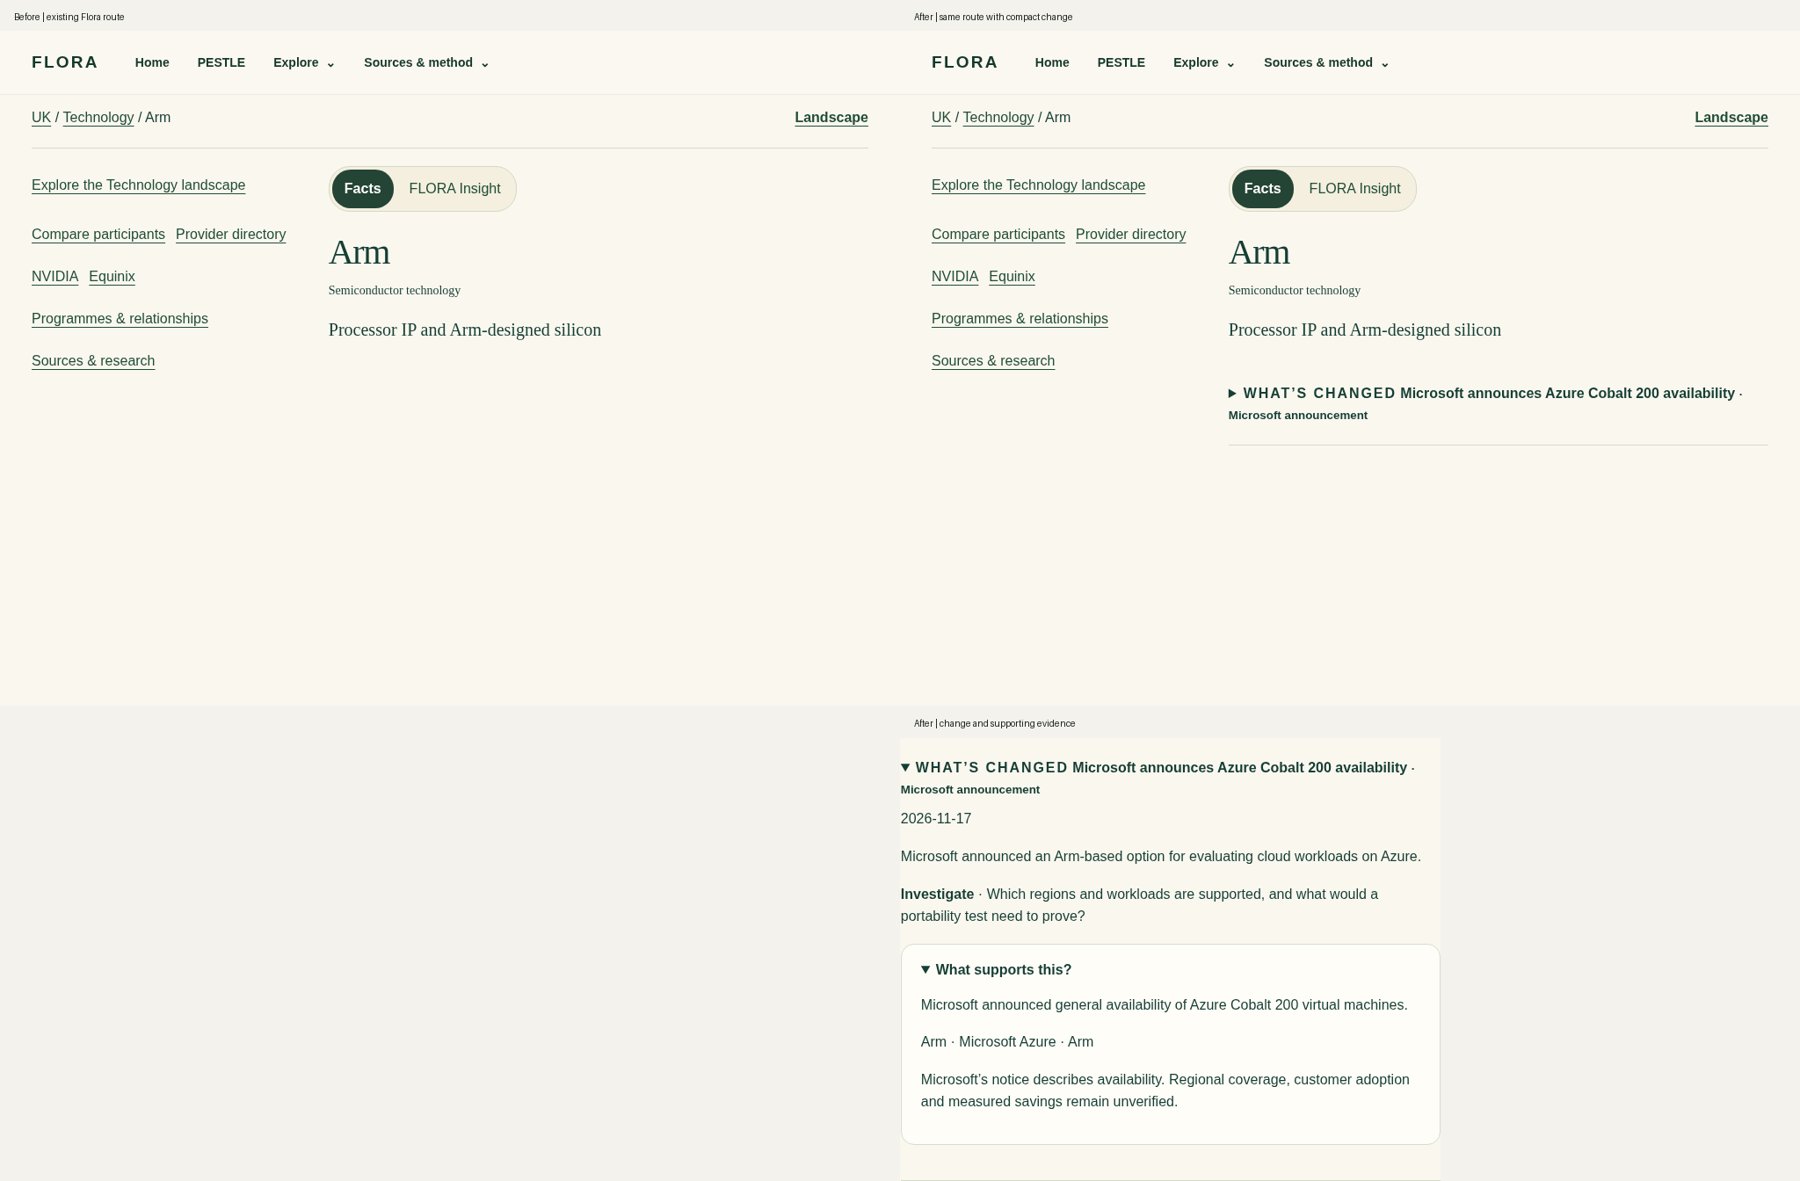 Before | existing Flora route
FLORA Home PESTLE Explore Sources & method
UK / Technology / Arm Landscape
Explore the Technology landscape
Compare participants Provider directory
NVIDIA Equinix
Programmes & relationships
Sources & research
Facts FLORA Insight
Arm
Semiconductor technology
Processor IP and Arm-designed silicon
After | same route with compact change
FLORA Home PESTLE Explore Sources & method
UK / Technology / Arm Landscape
Explore the Technology landscape
Compare participants Provider directory
NVIDIA Equinix
Programmes & relationships
Sources & research
Facts FLORA Insight
Arm
Semiconductor technology
Processor IP and Arm-designed silicon
WHAT’S CHANGED Microsoft announces Azure Cobalt 200 availability ·
Microsoft announcement
After | change and supporting evidence
WHAT’S CHANGED Microsoft announces Azure Cobalt 200 availability ·
Microsoft announcement
2026-11-17
Microsoft announced an Arm-based option for evaluating cloud workloads on Azure.
Investigate · Which regions and workloads are supported, and what would a
portability test need to prove?
What supports this?
Microsoft announced general availability of Azure Cobalt 200 virtual machines.
Arm · Microsoft Azure · Arm
Microsoft’s notice describes availability. Regional coverage, customer adoption
and measured savings remain unverified.